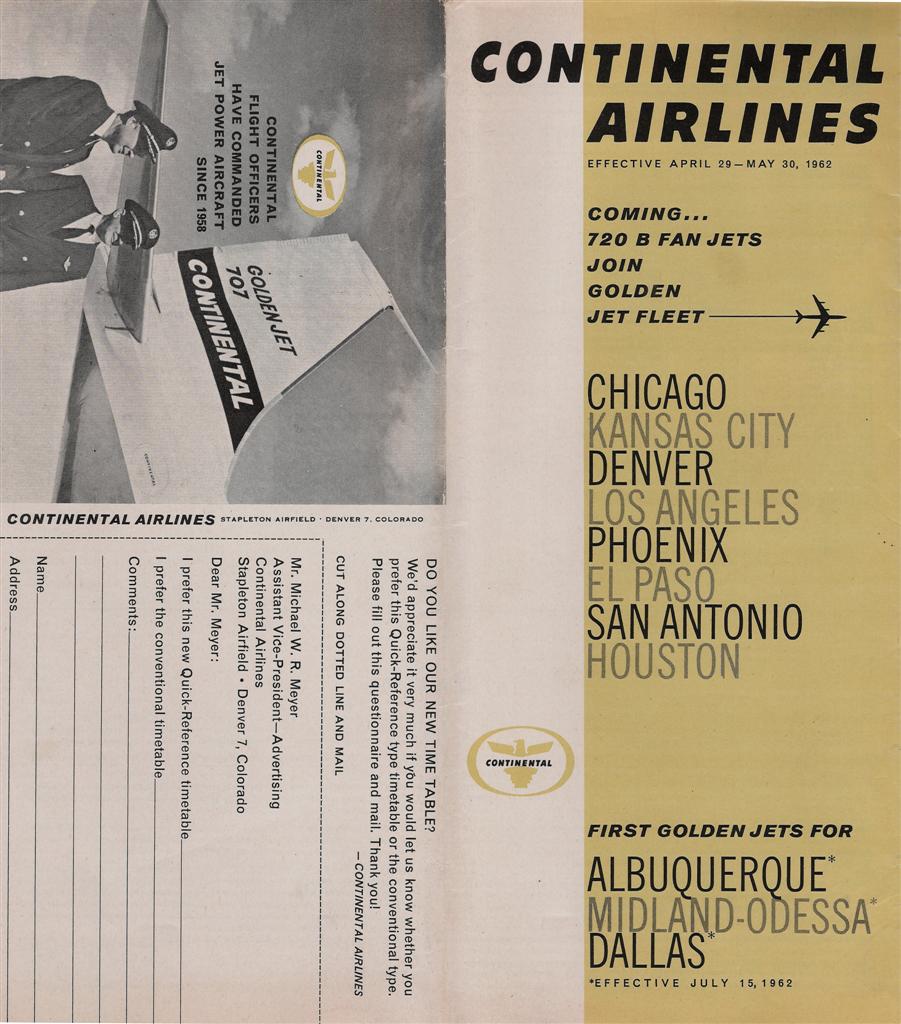 CONTINENTAL
AIRLINES
EFFECTIVE APRIL 29—MAY 30, 1962
COMING...
720 B FAN JETS
JOIN
GOLDEN
JET FLEET
CHICAGO
KANSAS CITY
DENVER
LOS ANGELES
PHOENIX
EL PASO
SAN ANTONIO
HOUSTON
CONTINENTAL
FIRST GOLDEN JETS FOR
ALBUQUERQUE*
MIDLAND-ODESSA*
DALLAS*
*EFFECTIVE JULY 15, 1962
CONTINENTAL
CONTINENTAL
FLIGHT OFFICERS
HAVE COMMANDED
JET POWER AIRCRAFT
SINCE 1958
GOLDEN JET
707
CONTINENTAL
CONTINENTAL
CONTINENTAL AIRLINES STAPLETON AIRFIELD · DENVER 7, COLORADO
DO YOU LIKE OUR NEW TIME TABLE?
We'd appreciate it very much if you would let us know whether you
prefer this Quick-Reference type timetable or the conventional type.
Please fill out this questionnaire and mail. Thank you!
—CONTINENTAL AIRLINES
CUT ALONG DOTTED LINE AND MAIL
Mr. Michael W. R. Meyer
Assistant Vice-President—Advertising
Continental Airlines
Stapleton Airfield • Denver 7, Colorado
Dear Mr. Meyer:
I prefer this new Quick-Reference timetable
I prefer the conventional timetable
Comments:
Name
Address